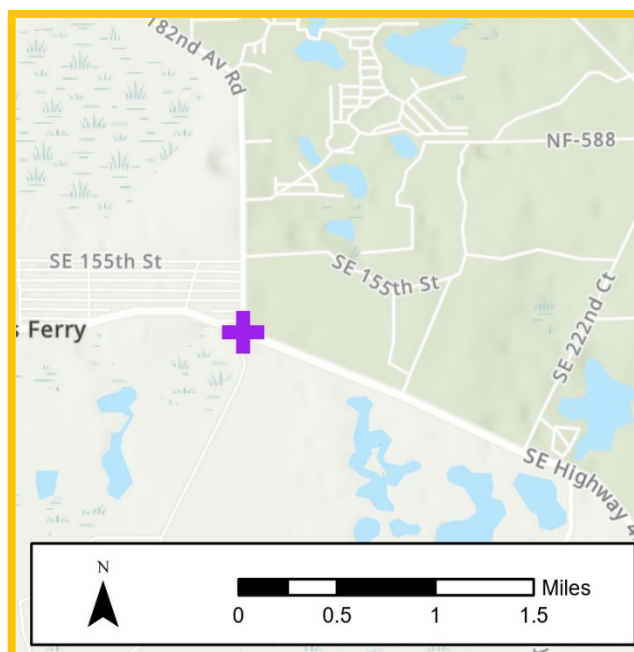 182nd Av Rd
NF-588
SE 155th St
SE 155th St
SE 222nd Ct
s Ferry
SE Highway 4
N
Miles
0 0.5 1 1.5